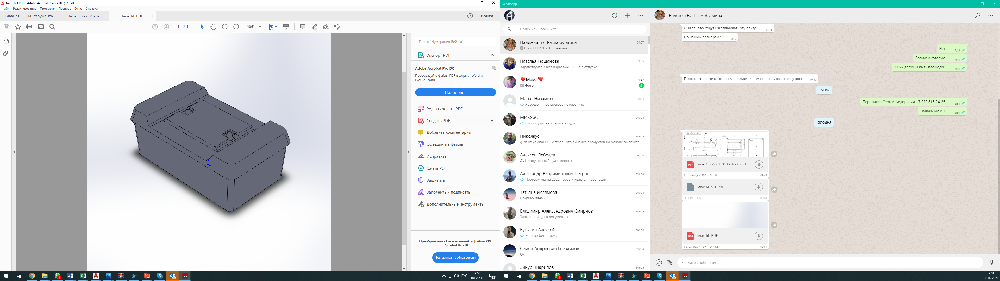 Блок БП.PDF - Adobe Acrobat Reader DC (32-bit)
Файл Редактирование Просмотр Подпись Окно Справка
Главная Инструменты Блок ОБ 27.01.202... Блок БП.PDF × Войти
1 / 1 100%
Поиск "Нумерация Бейтса"
Экспорт PDF
Adobe Acrobat Pro DC
Преобразуйте файлы PDF в формат Word и
Excel онлайн
Подробнее
Редактировать PDF
Создать PDF
Добавить комментарий
Объединить файлы
Исправить
Сжать PDF
Защитить
Заполнить и подписать
Дополнительные инструменты
Преобразовывайте и изменяйте файлы PDF
с Acrobat Pro DC
Бесплатная пробная версия
WhatsApp
Поиск или новый чат
Надежда Бэт Разжобурдина 09:57
Блок БП.PDF • 1 страница
Наталья Тющанова 09:55
Здравствуйте, Олег Юрьевич. Вы не в отпуске?
❤️Мама❤️ 09:47
Фото 2
Марат Низамиев 08:34
Хорошо, я постараюсь поторопить
МИКХиС вчера
Скоро дорожки снимать буду
Николаус вчера
g-fit от компании Getzner - это линейка продуктов на основе высокоте...
Алексей Лебедев вчера
Пропущенный аудиозвонок
Александр Владимирович Петров вчера
Поэтому мы на 2022 первый квартал перенесли
Татьяна Ислямова вчера
Подписываем?
Владимир Александрович Смирнов вчера
Завтра поищут в документах
Бутысин Алексей вчера
Железо бетон рельс
Семен Андреевич Гнездилов вчера
Ок
Зинур Шарипов вчера
Надежда Бэт Разжобурдина
Они заново будут изготавливать эту плиту? 17:15
По нашим размерам? 17:15
Нет 17:15
Возьмём готовую 17:15
У них должны быть площадки 17:15
Просто тот чертёж, что он мне прислал, там не такая, как нам нужны 17:16
ВЧЕРА
Перелыгин Сергей Федорович +7 930 816-24-25 12:34
Начальник ИЦ 12:35
СЕГОДНЯ
PDF Блок ОБ 27.01.2020-072.02 л1....
1 страница • PDF • 64 КБ 09:47
Блок БП.SLDPRT
SLDPRT • 3 МБ 09:51
PDF Блок БП.PDF
1 страница • PDF • 244 КБ 09:57
Введите сообщение
РУС 9:58 18.02.2021 23
9:58
18.02.2021